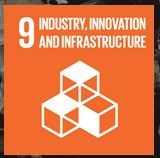 9 INDUSTRY, INNOVATION
AND INFRASTRUCTURE